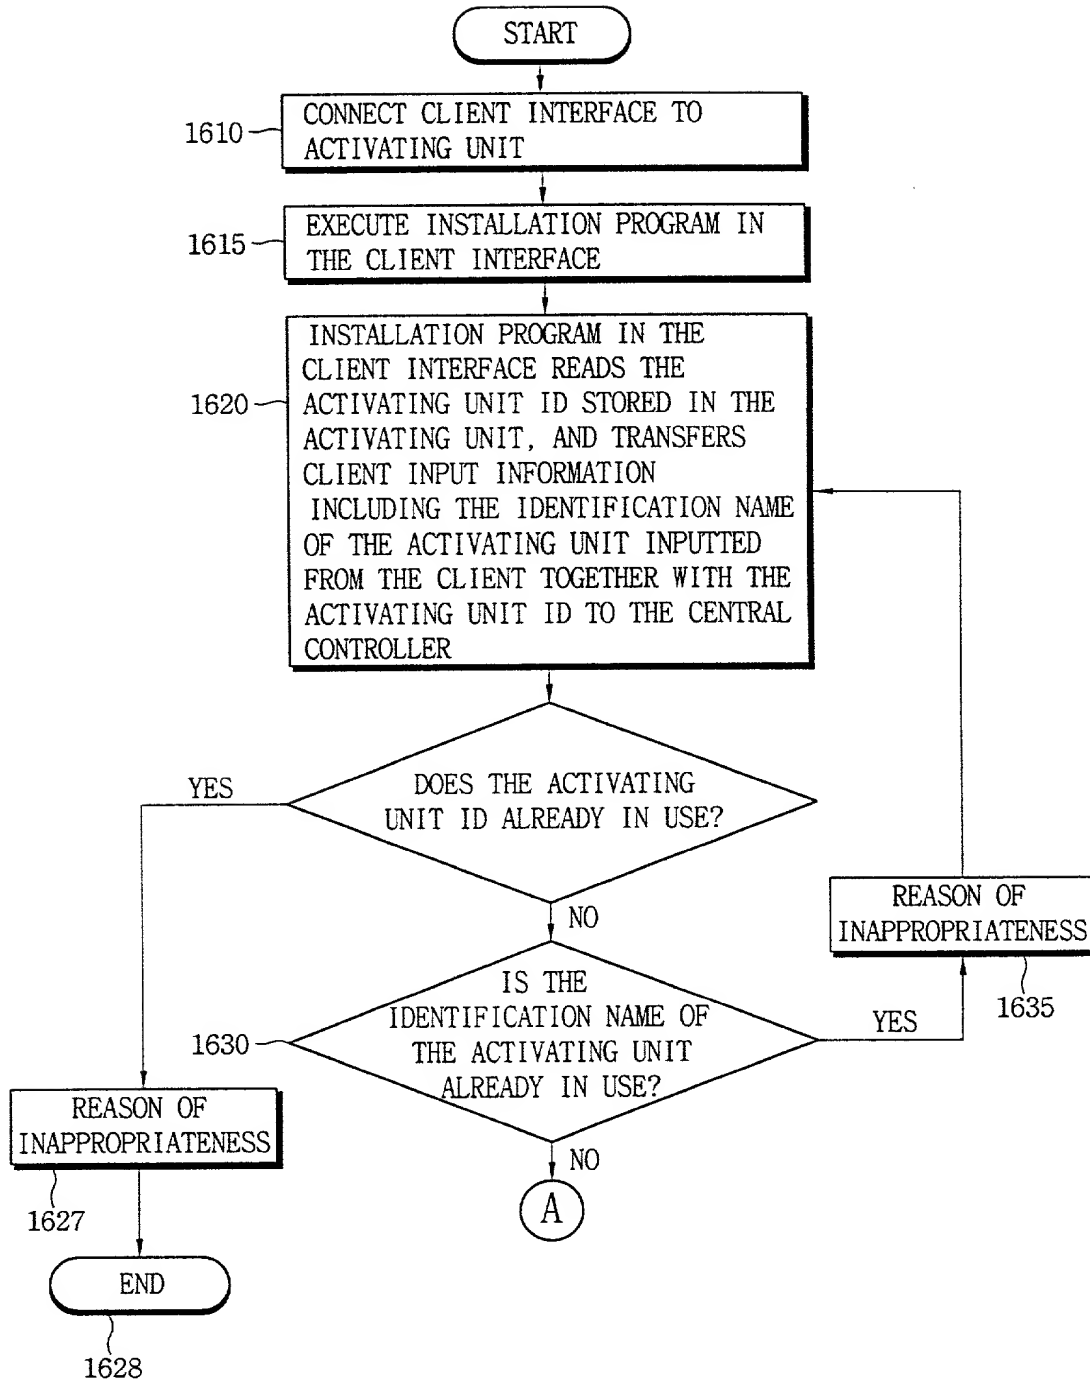 START
CONNECT CLIENT INTERFACE TO
ACTIVATING UNIT
1610
EXECUTE INSTALLATION PROGRAM IN
THE CLIENT INTERFACE
1615
INSTALLATION PROGRAM IN THE
CLIENT INTERFACE READS THE
ACTIVATING UNIT ID STORED IN THE
ACTIVATING UNIT, AND TRANSFERS
CLIENT INPUT INFORMATION
INCLUDING THE IDENTIFICATION NAME
OF THE ACTIVATING UNIT INPUTTED
FROM THE CLIENT TOGETHER WITH THE
ACTIVATING UNIT ID TO THE CENTRAL
CONTROLLER
1620
DOES THE ACTIVATING
UNIT ID ALREADY IN USE?
YES
NO
IS THE
IDENTIFICATION NAME OF
THE ACTIVATING UNIT
ALREADY IN USE?
1630
YES
REASON OF
INAPPROPRIATENESS
1635
NO
A
REASON OF
INAPPROPRIATENESS
1627
END
1628